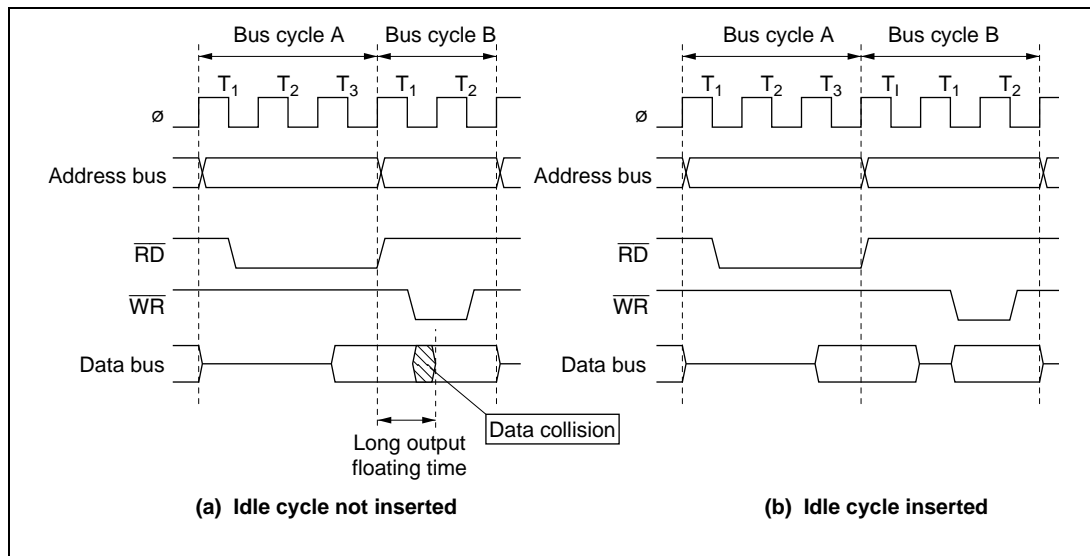 Bus cycle A Bus cycle B
T1 T2 T3 T1 T2
ø
Address bus
RD
WR
Data bus
Data collision
Long output
floating time
(a) Idle cycle not inserted
Bus cycle A Bus cycle B
T1 T2 T3 TI T1 T2
ø
Address bus
RD
WR
Data bus
(b) Idle cycle inserted